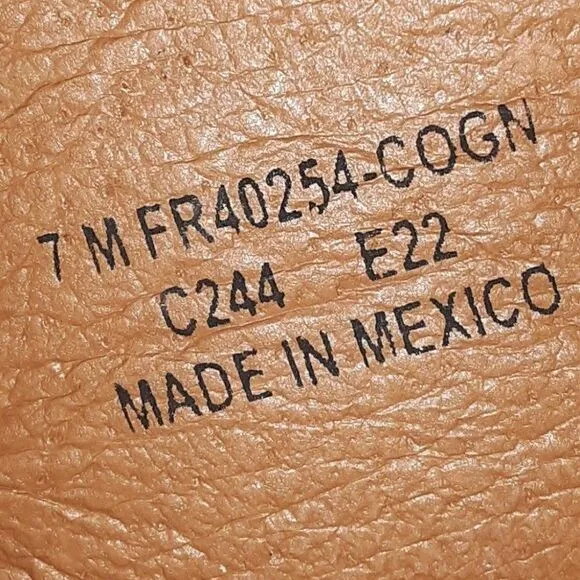 7 M FR40254-COGN
C244 E22
MADE IN MEXICO